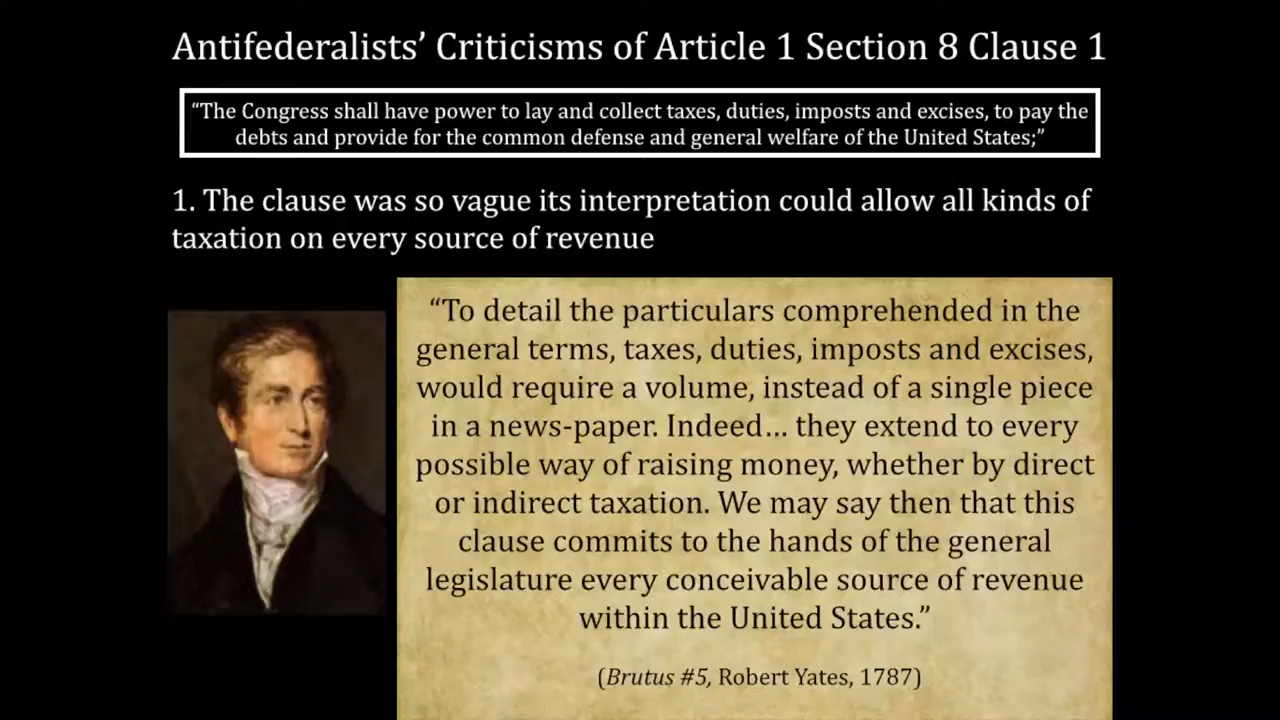 Antifederalists’ Criticisms of Article 1 Section 8 Clause 1
“The Congress shall have power to lay and collect taxes, duties, imposts and excises, to pay the
debts and provide for the common defense and general welfare of the United States;”
1. The clause was so vague its interpretation could allow all kinds of
taxation on every source of revenue
“To detail the particulars comprehended in the
general terms, taxes, duties, imposts and excises,
would require a volume, instead of a single piece
in a news-paper. Indeed… they extend to every
possible way of raising money, whether by direct
or indirect taxation. We may say then that this
clause commits to the hands of the general
legislature every conceivable source of revenue
within the United States.”
(Brutus #5, Robert Yates, 1787)